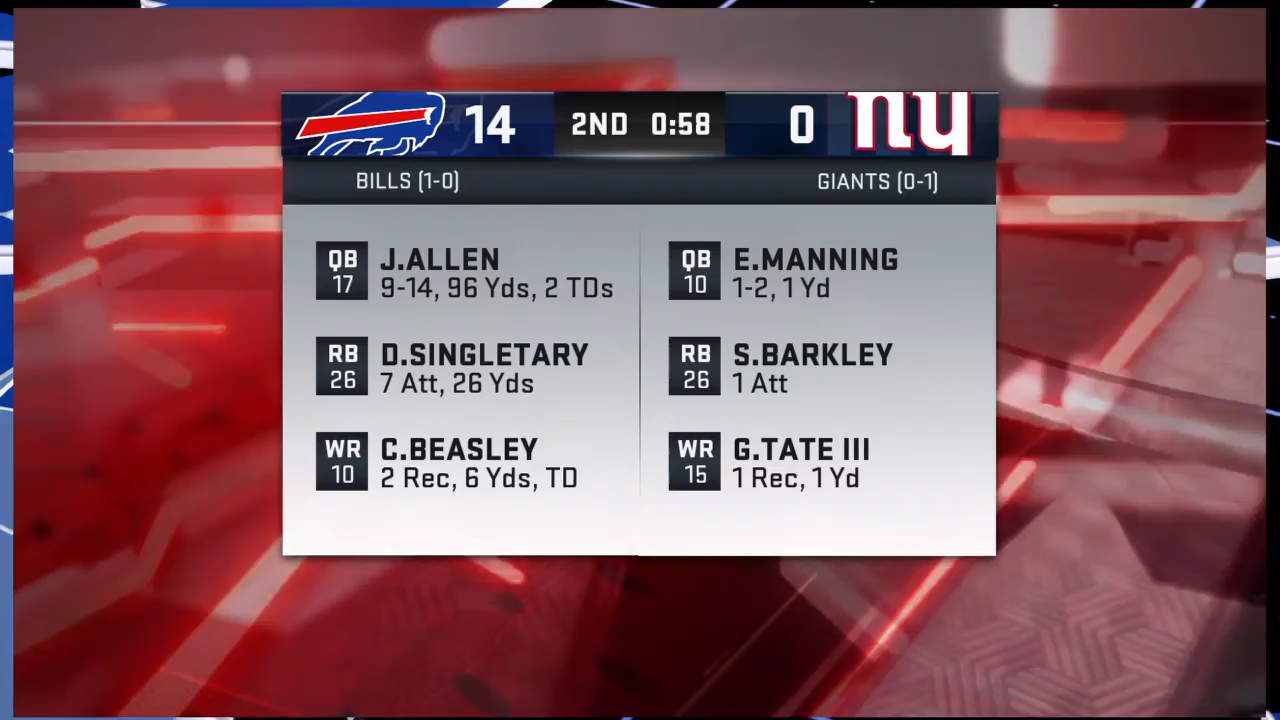 14 2ND 0:58 0 ny
BILLS (1-0) GIANTS (0-1)
QB 17 J.ALLEN
9-14, 96 Yds, 2 TDs
RB 26 D.SINGLETARY
7 Att, 26 Yds
WR 10 C.BEASLEY
2 Rec, 6 Yds, TD
QB 10 E.MANNING
1-2, 1 Yd
RB 26 S.BARKLEY
1 Att
WR 15 G.TATE III
1 Rec, 1 Yd